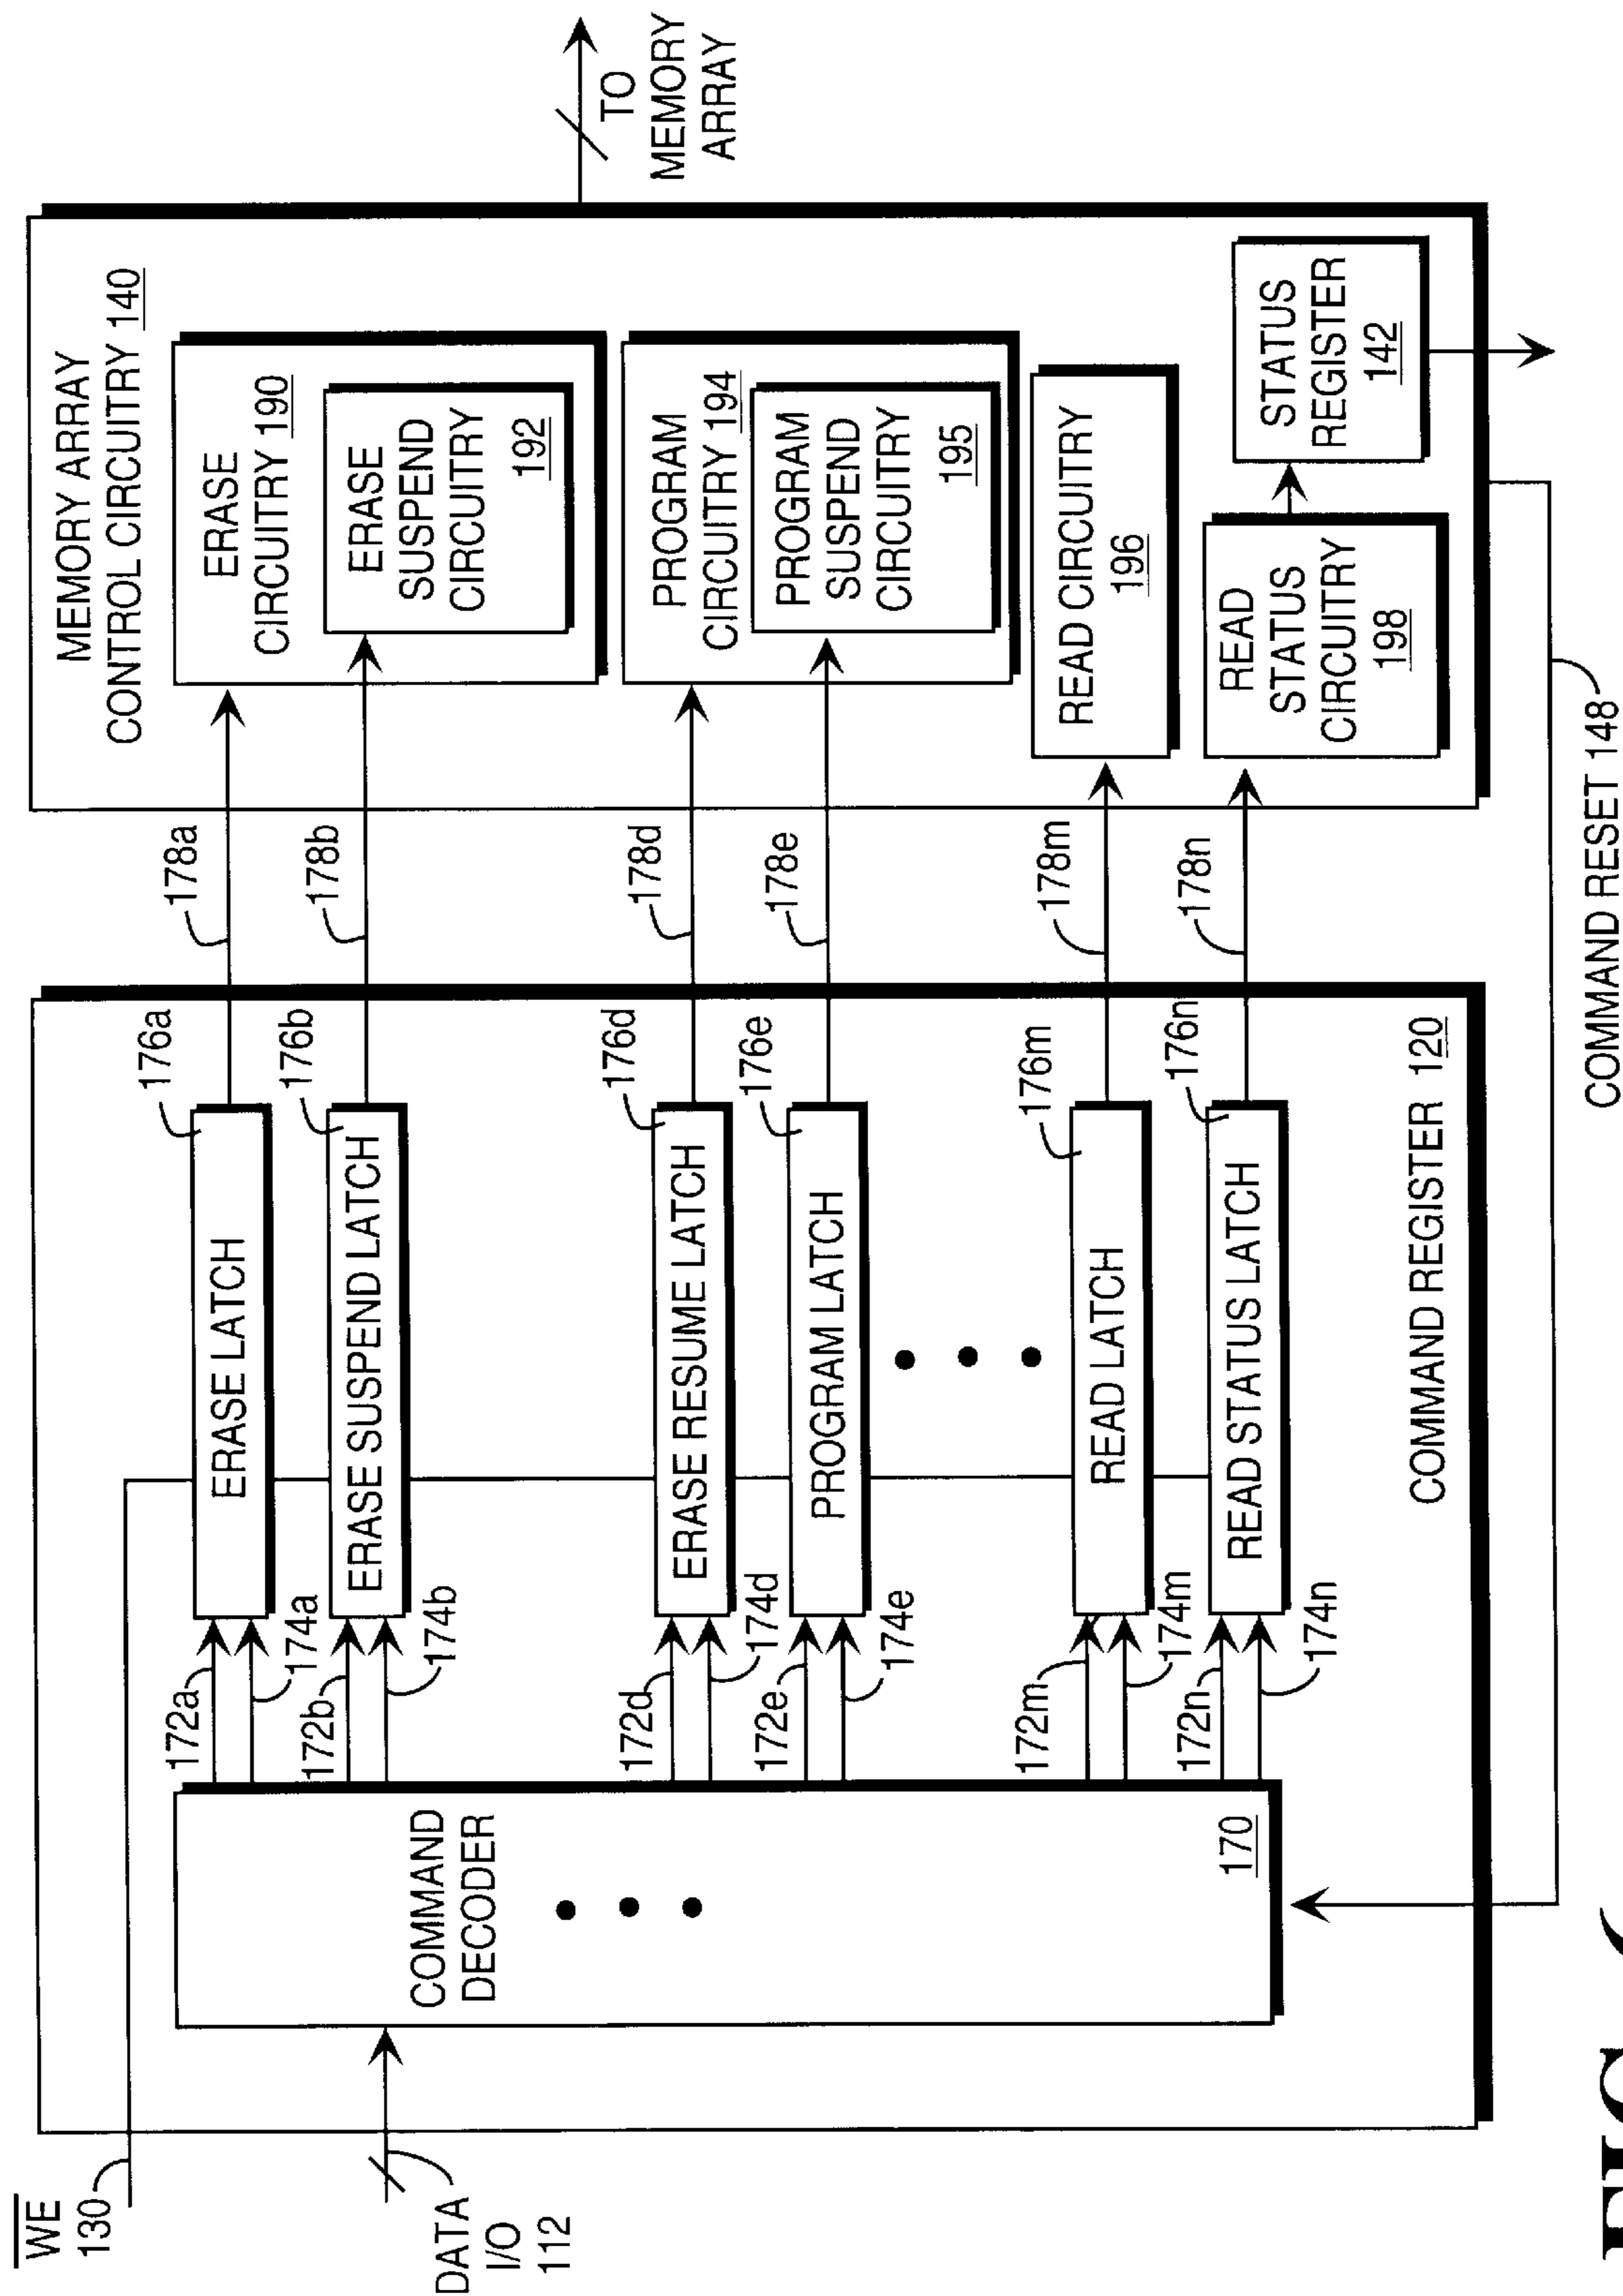 WE
130
DATA
I/O
112
COMMAND
DECODER
170
172a
174a
172b
174b
172d
174d
172e
174e
172m
174m
172n
174n
ERASE LATCH
176a
ERASE SUSPEND LATCH
176b
ERASE RESUME LATCH
176d
PROGRAM LATCH
176e
READ LATCH
176m
READ STATUS LATCH
176n
COMMAND REGISTER 120
178a
178b
178d
178e
178m
178n
MEMORY ARRAY
CONTROL CIRCUITRY 140
ERASE
CIRCUITRY 190
ERASE
SUSPEND
CIRCUITRY
192
PROGRAM
CIRCUITRY 194
PROGRAM
SUSPEND
CIRCUITRY
195
READ CIRCUITRY
196
READ
STATUS
CIRCUITRY
198
STATUS
REGISTER
142
TO
MEMORY
ARRAY
COMMAND RESET 148